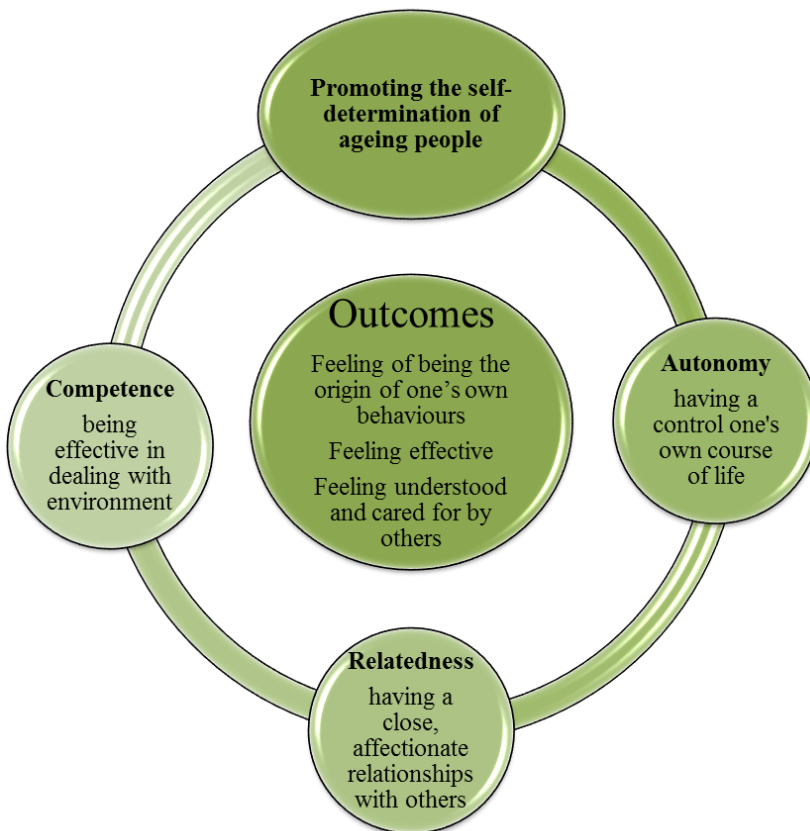 Promoting the self-
determination of
ageing people
Outcomes
Feeling of being the
origin of one’s own
behaviours
Feeling effective
Feeling understood
and cared for by
others
Autonomy
having a
control one's
own course
of life
Relatedness
having a
close,
affectionate
relationships
with others
Competence
being
effective in
dealing with
environment